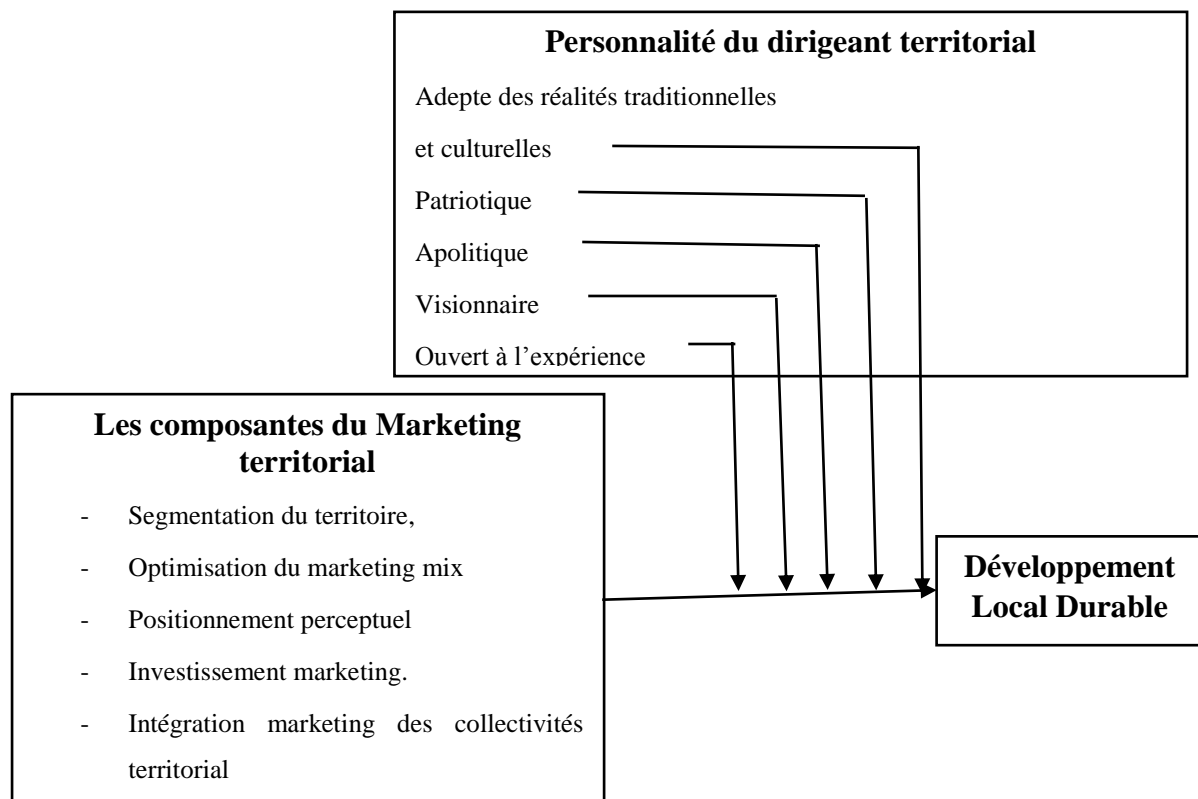 Personnalité du dirigeant territorial
Adepte des réalités traditionnelles
et culturelles
Patriotique
Apolitique
Visionnaire
Ouvert à l’expérience
Les composantes du Marketing
territorial
- Segmentation du territoire,
- Optimisation du marketing mix
- Positionnement perceptuel
- Investissement marketing.
- Intégration marketing des collectivités
territorial
Développement
Local Durable